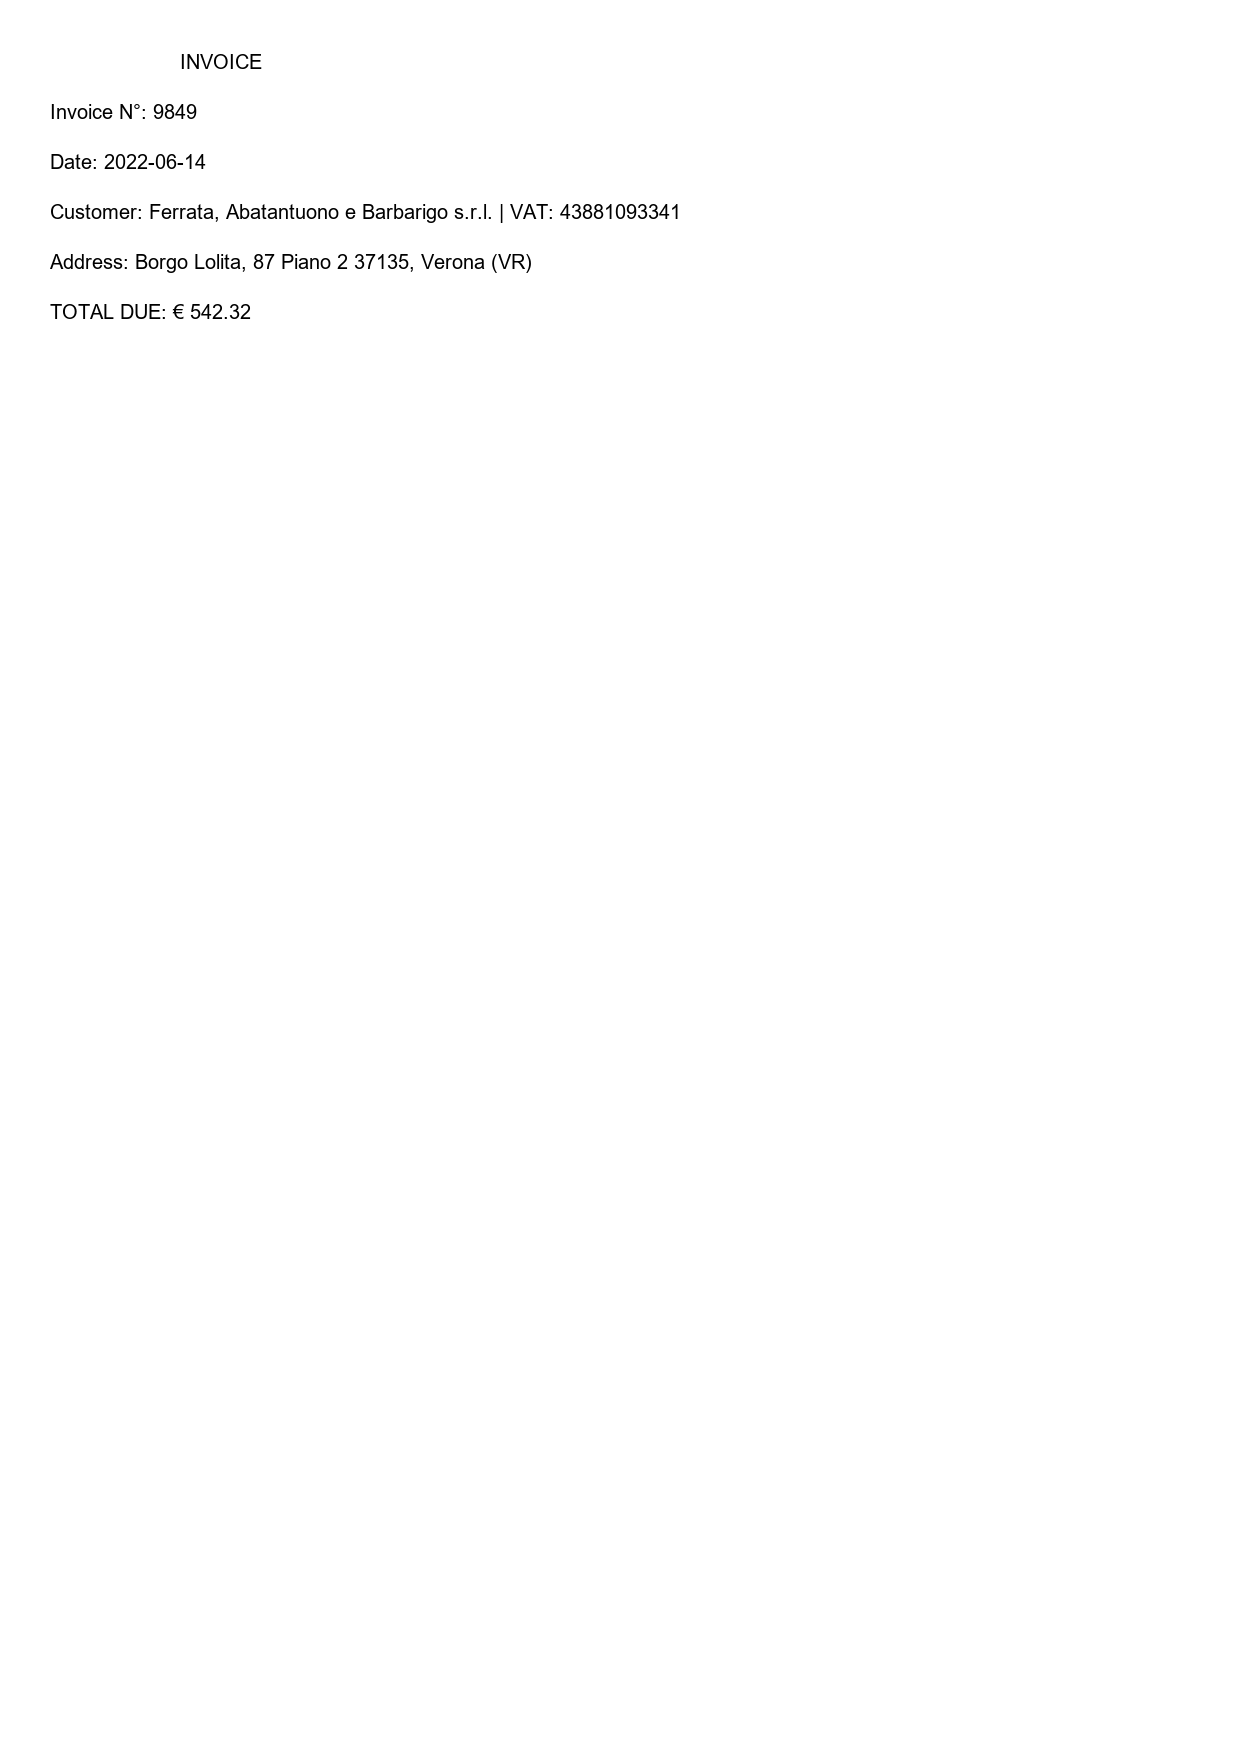 INVOICE
Invoice N°: 9849
Date: 2022-06-14
Customer: Ferrata, Abatantuono e Barbarigo s.r.l. | VAT: 43881093341
Address: Borgo Lolita, 87 Piano 2 37135, Verona (VR)
TOTAL DUE: € 542.32